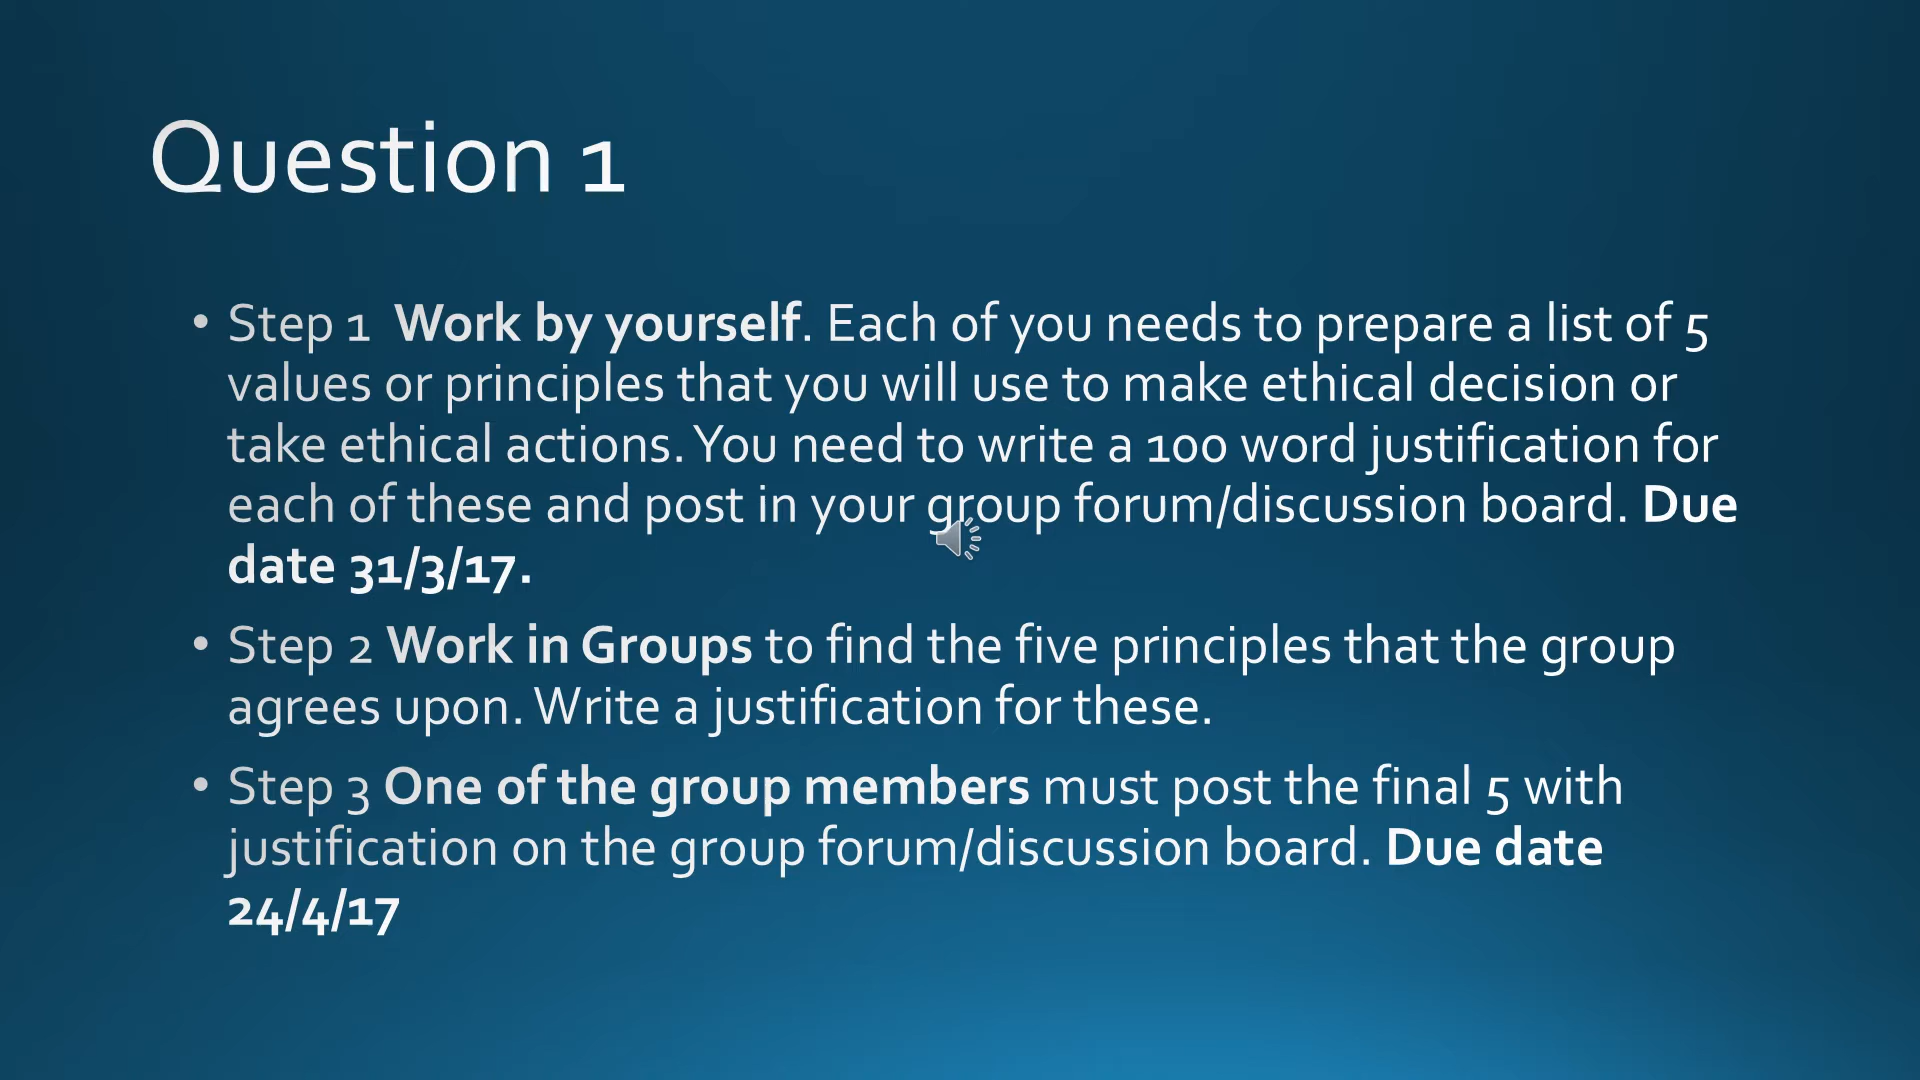 Question 1
• Step 1  Work by yourself. Each of you needs to prepare a list of 5
values or principles that you will use to make ethical decision or
take ethical actions. You need to write a 100 word justification for
each of these and post in your group forum/discussion board. Due
date 31/3/17.
• Step 2 Work in Groups to find the five principles that the group
agrees upon. Write a justification for these.
• Step 3 One of the group members must post the final 5 with
justification on the group forum/discussion board. Due date
24/4/17